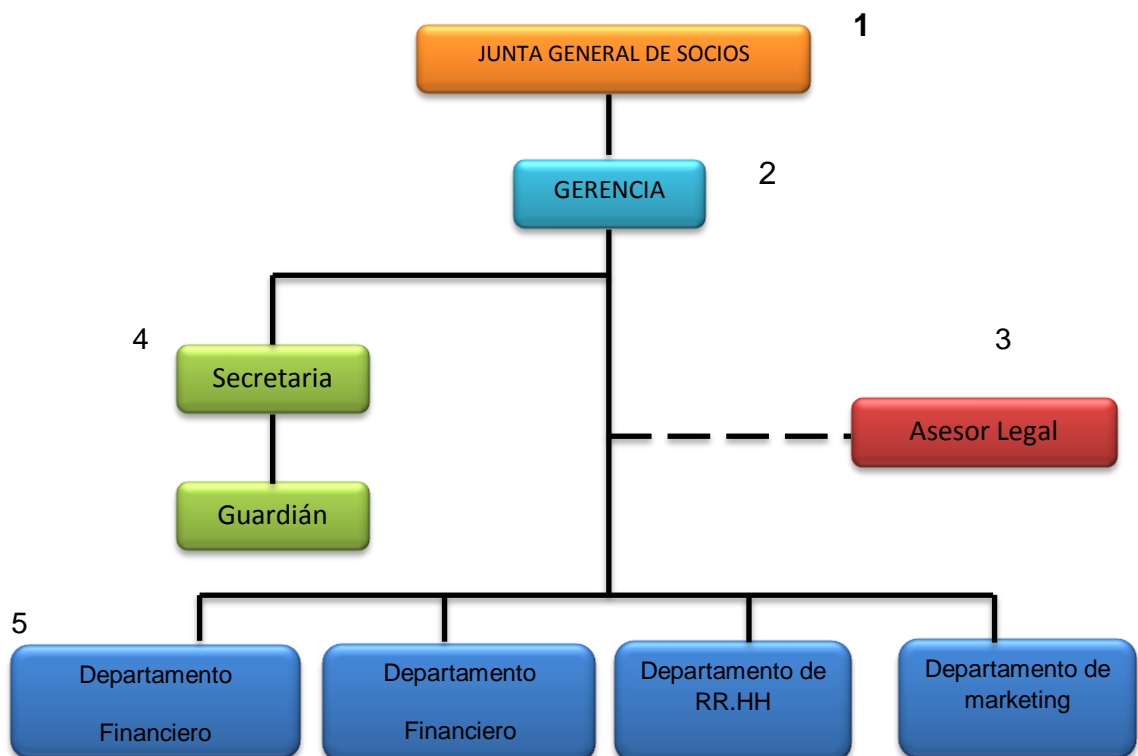 1
JUNTA GENERAL DE SOCIOS
2
GERENCIA
4
3
Secretaria
Asesor Legal
Guardián
5
Departamento
Financiero
Departamento
Financiero
Departamento de
RR.HH
Departamento de
marketing